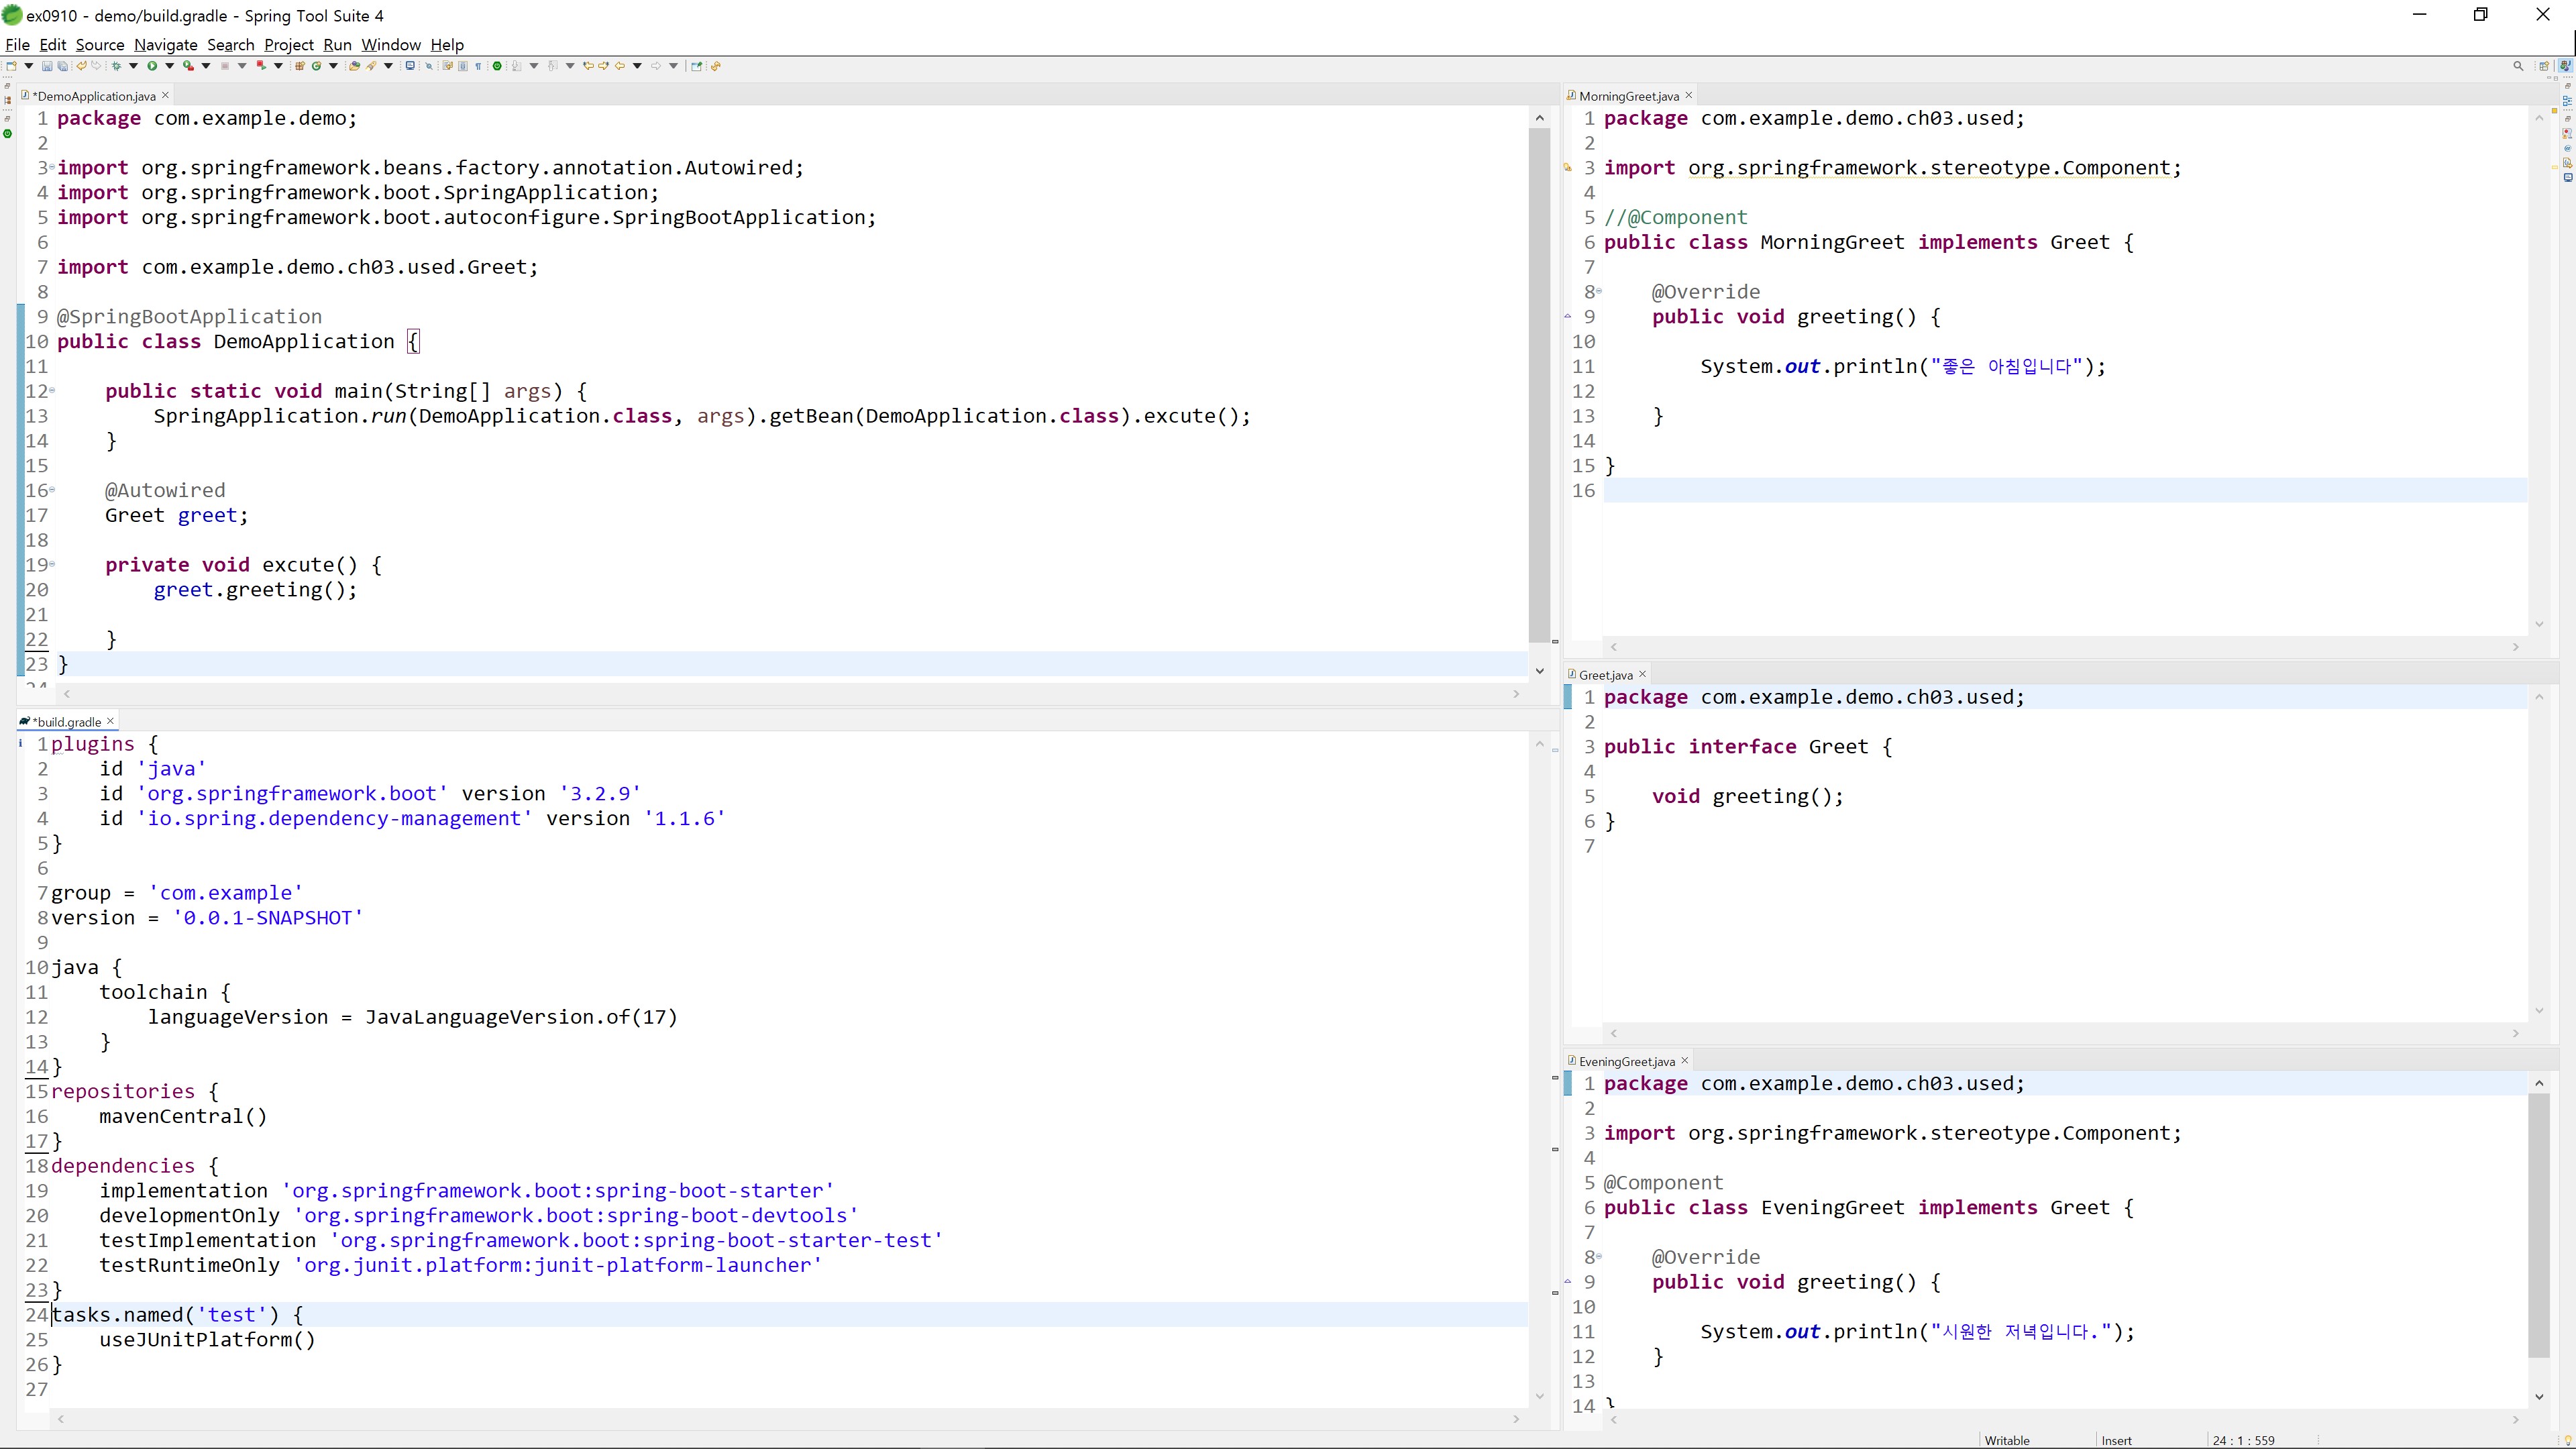 ex0910 - demo/build.gradle - Spring Tool Suite 4
File Edit Source Navigate Search Project Run Window Help
*DemoApplication.java
1 package com.example.demo;
2
3 import org.springframework.beans.factory.annotation.Autowired;
4 import org.springframework.boot.SpringApplication;
5 import org.springframework.boot.autoconfigure.SpringBootApplication;
6
7 import com.example.demo.ch03.used.Greet;
8
9 @SpringBootApplication
10 public class DemoApplication {
11
12     public static void main(String[] args) {
13         SpringApplication.run(DemoApplication.class, args).getBean(DemoApplication.class).excute();
14     }
15
16     @Autowired
17     Greet greet;
18
19     private void excute() {
20         greet.greeting();
21
22     }
23 }
24
*build.gradle
1 plugins {
2     id 'java'
3     id 'org.springframework.boot' version '3.2.9'
4     id 'io.spring.dependency-management' version '1.1.6'
5 }
6
7 group = 'com.example'
8 version = '0.0.1-SNAPSHOT'
9
10 java {
11     toolchain {
12         languageVersion = JavaLanguageVersion.of(17)
13     }
14 }
15 repositories {
16     mavenCentral()
17 }
18 dependencies {
19     implementation 'org.springframework.boot:spring-boot-starter'
20     developmentOnly 'org.springframework.boot:spring-boot-devtools'
21     testImplementation 'org.springframework.boot:spring-boot-starter-test'
22     testRuntimeOnly 'org.junit.platform:junit-platform-launcher'
23 }
24 tasks.named('test') {
25     useJUnitPlatform()
26 }
27
MorningGreet.java
1 package com.example.demo.ch03.used;
2
3 import org.springframework.stereotype.Component;
4
5 //@Component
6 public class MorningGreet implements Greet {
7
8     @Override
9     public void greeting() {
10
11         System.out.println("좋은 아침입니다");
12
13     }
14
15 }
16
Greet.java
1 package com.example.demo.ch03.used;
2
3 public interface Greet {
4
5     void greeting();
6 }
7
EveningGreet.java
1 package com.example.demo.ch03.used;
2
3 import org.springframework.stereotype.Component;
4
5 @Component
6 public class EveningGreet implements Greet {
7
8     @Override
9     public void greeting() {
10
11         System.out.println("시원한 저녁입니다.");
12     }
13
14 }
Writable Insert 24 : 1 : 559